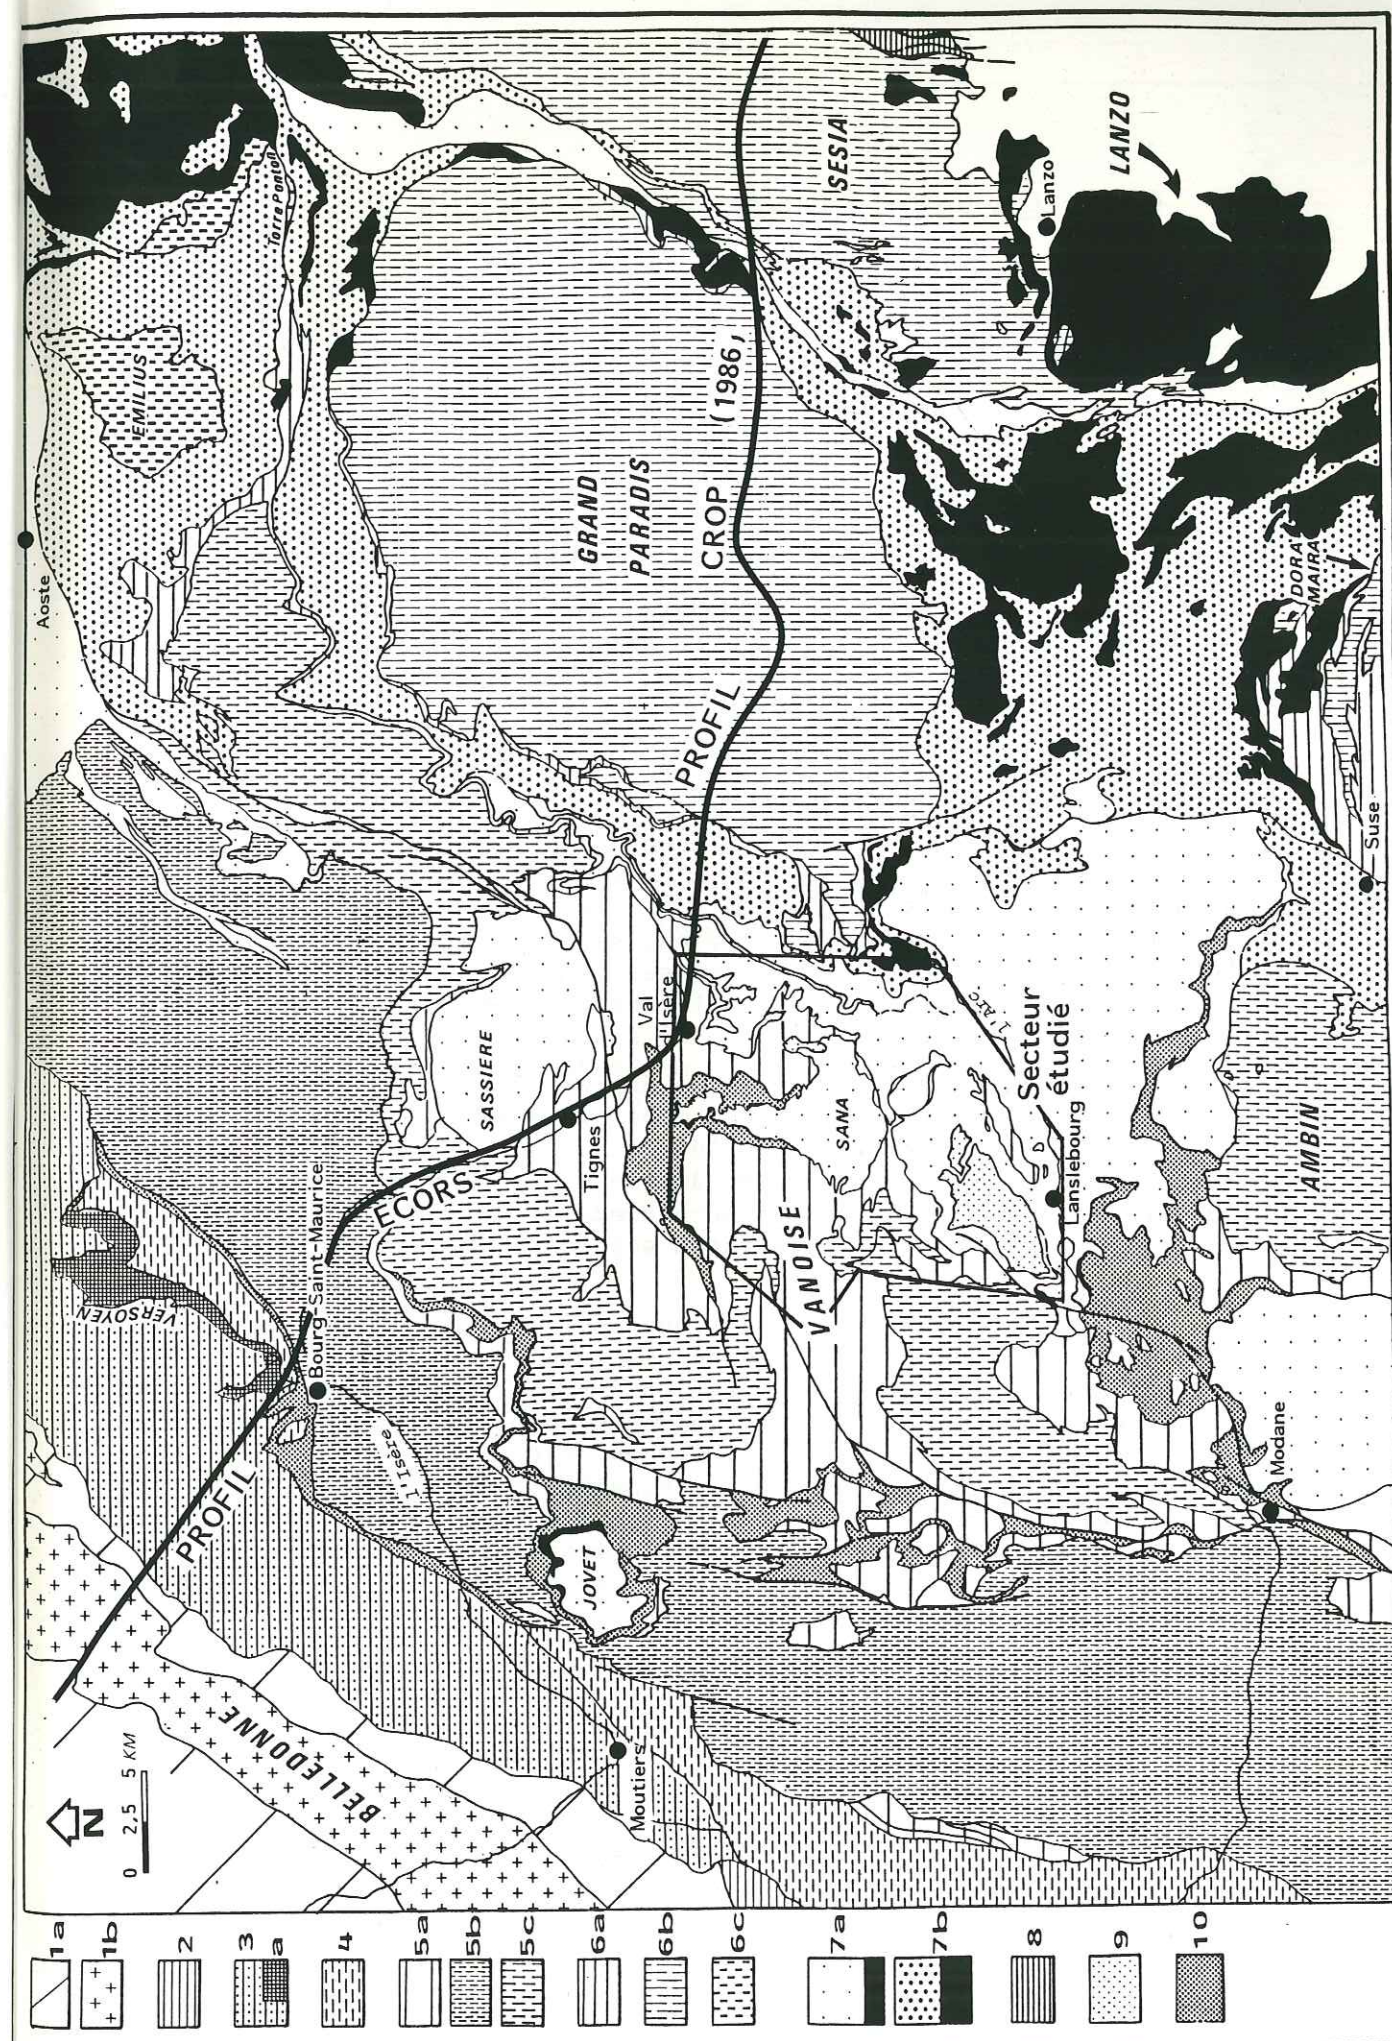 N
0 2,5 5 KM
BELLEDONNE
PROFIL
VERSOYEN
Bourg Saint-Maurice
l'Isère
Moutiers
JOVET
ECORS
SASSIERE
Tignes
Val
d'Isère
VANOISE
SANA
Secteur
étudié
l'Arc
Lanslebourg
Modane
AMBIN
Suse
DORA
MAIRA
PROFIL
CROP
(1986,
GRAND
PARADIS
Aoste
EMILIUS
Torre Ponton
SESIA
LANZO
Lanzo
1a
1b
2
3
a
4
5a
5b
5c
6a
6b
6c
7a
7b
8
9
10